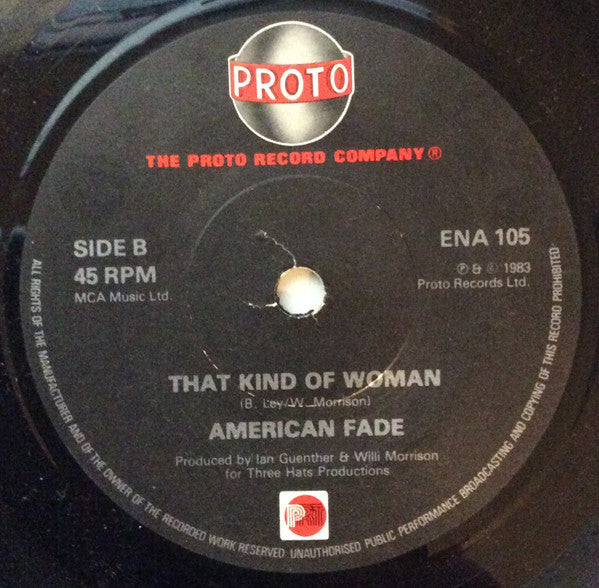 PROTO
THE PROTO RECORD COMPANY®
SIDE B
45 RPM
MCA Music Ltd.
ENA 105
℗ & © 1983
Proto Records Ltd.
THAT KIND OF WOMAN
(B. Ley/W. Morrison)
AMERICAN FADE
Produced by Ian Guenther & Willi Morrison
for Three Hats Productions
ALL RIGHTS OF THE MANUFACTURER AND OF THE OWNER OF THE RECORDED WORK RESERVED. UNAUTHORISED PUBLIC PERFORMANCE BROADCASTING AND COPYING OF THIS RECORD PROHIBITED